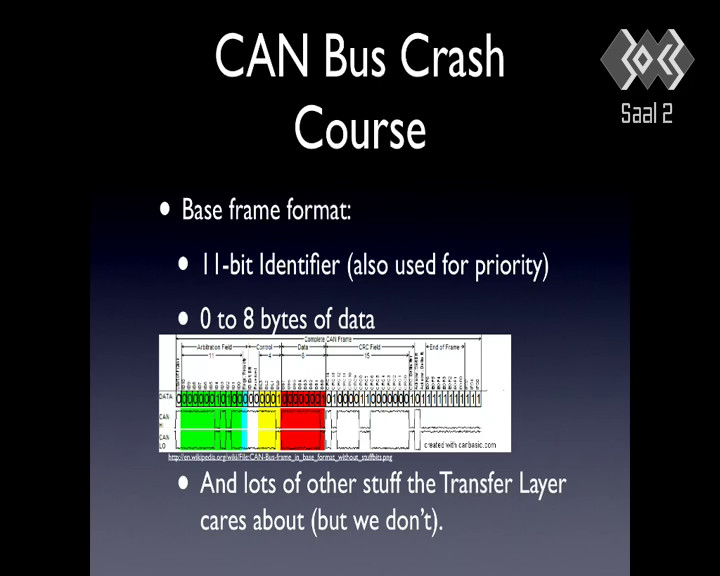 CAN Bus Crash
Course
Saal 2
• Base frame format:
• 11-bit Identifier (also used for priority)
• 0 to 8 bytes of data
Complete CAN Frame
Arbitration Field Control Data CRC Field End of Frame
11 4 8 15
DATA
CAN
HI
CAN
LO
created with canbasic.com
http://en.wikipedia.org/wiki/File:CAN-Bus-frame_in_base_format_without_stuffbits.png
• And lots of other stuff the Transfer Layer
cares about (but we don't).